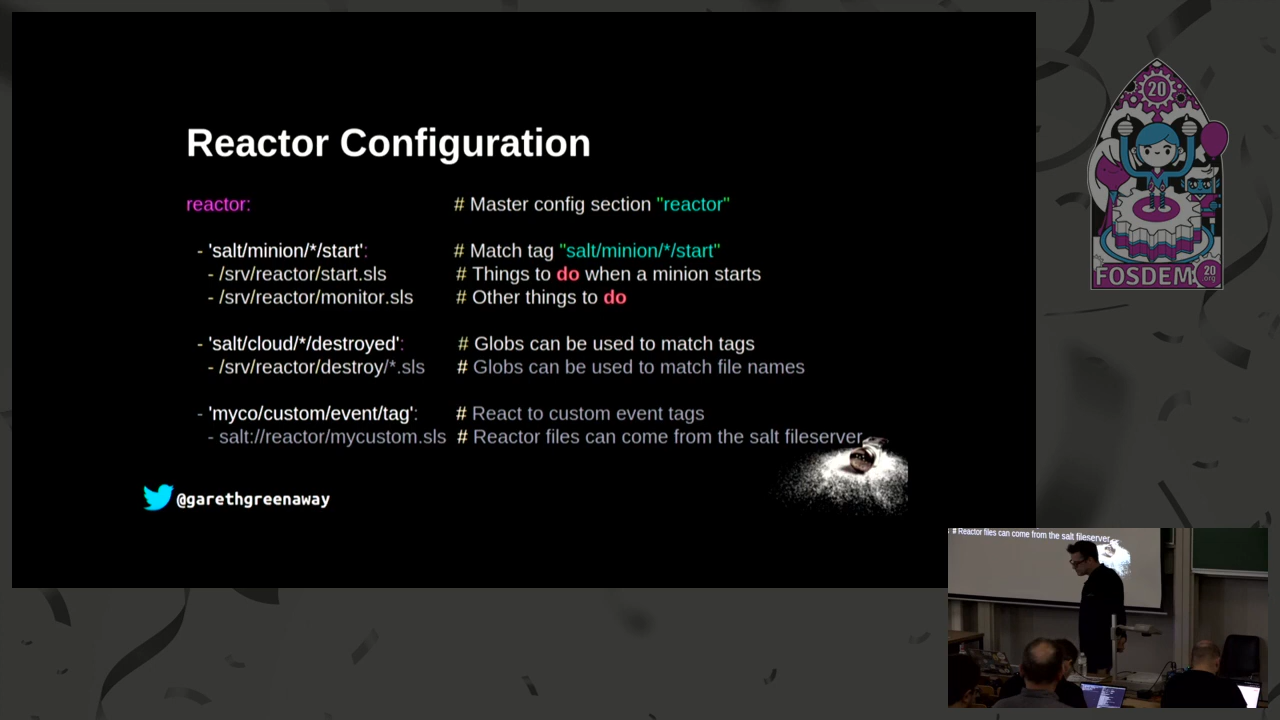 Reactor Configuration
reactor: # Master config section "reactor"
- 'salt/minion/*/start': # Match tag "salt/minion/*/start"
- /srv/reactor/start.sls # Things to do when a minion starts
- /srv/reactor/monitor.sls # Other things to do
- 'salt/cloud/*/destroyed': # Globs can be used to match tags
- /srv/reactor/destroy/*.sls # Globs can be used to match file names
- 'myco/custom/event/tag': # React to custom event tags
- salt://reactor/mycustom.sls # Reactor files can come from the salt fileserver
@garethgreenaway
20
FOSDEM
20
org
# Reactor files can come from the salt fileserver